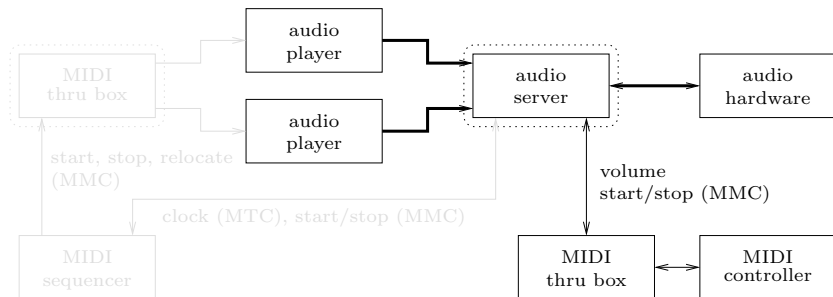 audio
player
MIDI
thru box
audio
server
audio
hardware
audio
player
start, stop, relocate
(MMC)
volume
start/stop (MMC)
clock (MTC), start/stop (MMC)
MIDI
sequencer
MIDI
thru box
MIDI
controller